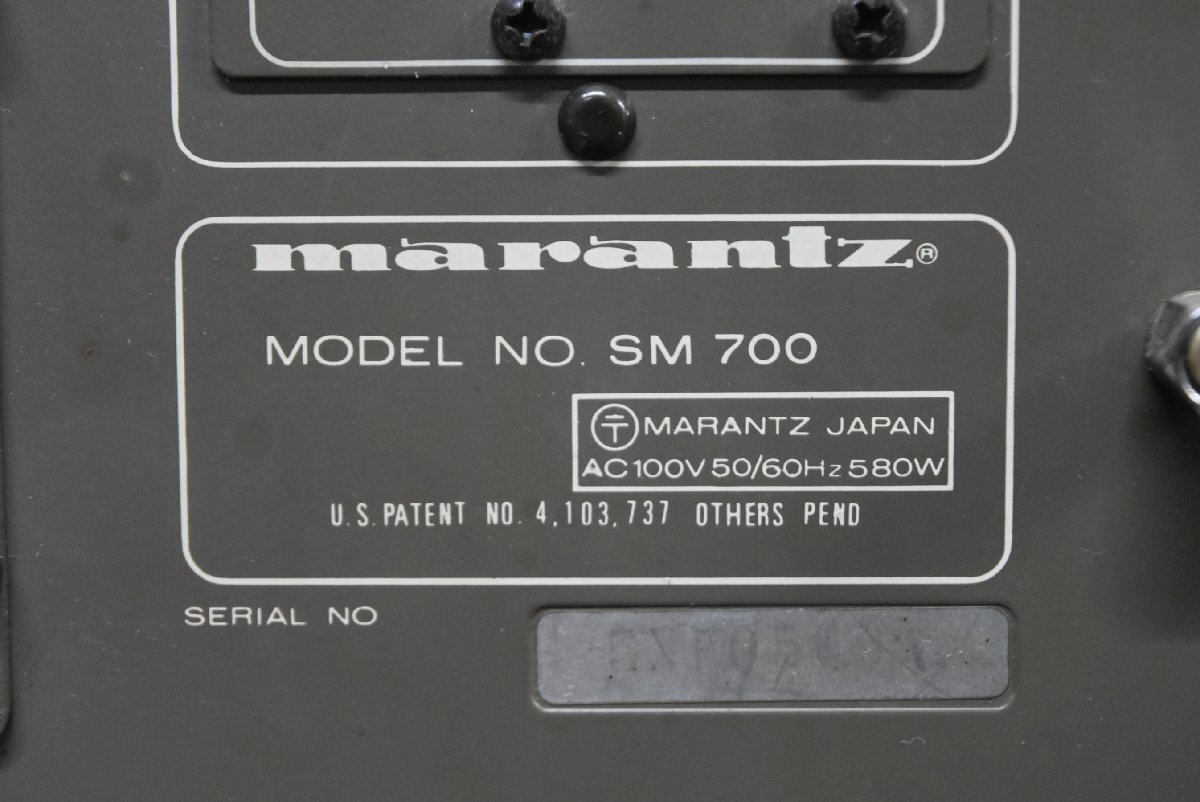 marantz®
MODEL NO. SM 700
〒MARANTZ JAPAN
AC100V 50/60Hz 580W
U.S. PATENT NO. 4,103,737 OTHERS PEND
SERIAL NO